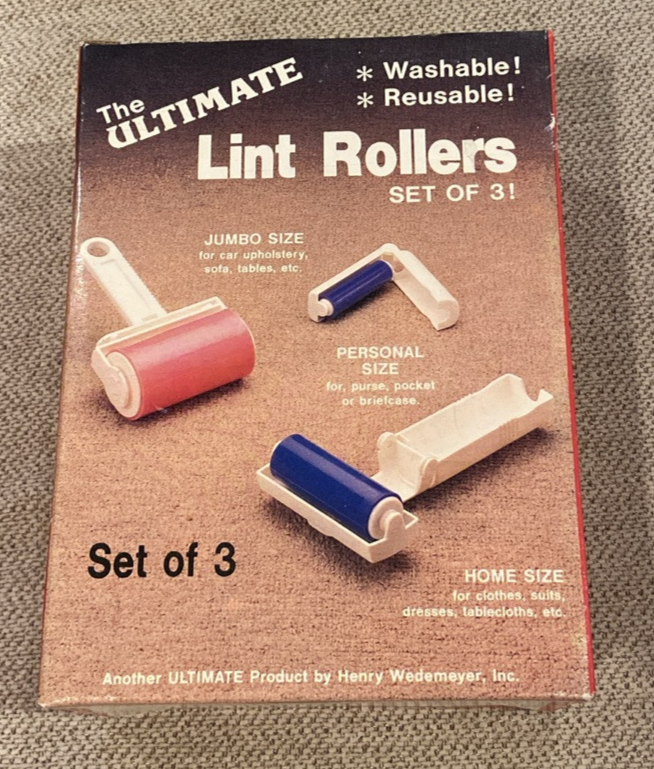 The
ULTIMATE
* Washable!
* Reusable!
Lint Rollers
SET OF 3!
JUMBO SIZE
for car upholstery,
sofa, tables, etc.
PERSONAL
SIZE
for, purse, pocket
or briefcase.
Set of 3
HOME SIZE
for clothes, suits,
dresses, tablecloths, etc.
Another ULTIMATE Product by Henry Wedemeyer, Inc.